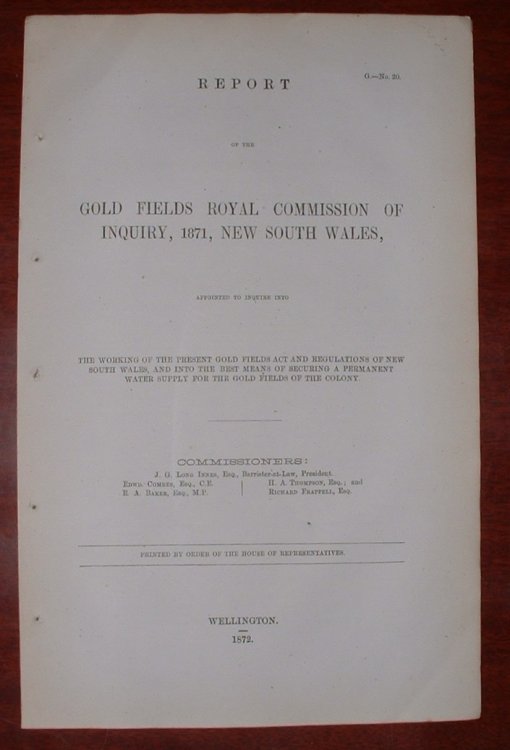 G.—No. 20.
REPORT
OF THE
GOLD FIELDS ROYAL COMMISSION OF
INQUIRY, 1871, NEW SOUTH WALES,
APPOINTED TO INQUIRE INTO
THE WORKING OF THE PRESENT GOLD FIELDS ACT AND REGULATIONS OF NEW
SOUTH WALES, AND INTO THE BEST MEANS OF SECURING A PERMANENT
WATER SUPPLY FOR THE GOLD FIELDS OF THE COLONY.
COMMISSIONERS:
J. G. Long Innes, Esq., Barrister-at-Law, President.
Edwd. Combes, Esq., C.E. H. A. Thompson, Esq.; and
E. A. Baker, Esq., M.P. Richard Frappell, Esq.
PRINTED BY ORDER OF THE HOUSE OF REPRESENTATIVES.
WELLINGTON.
1872.